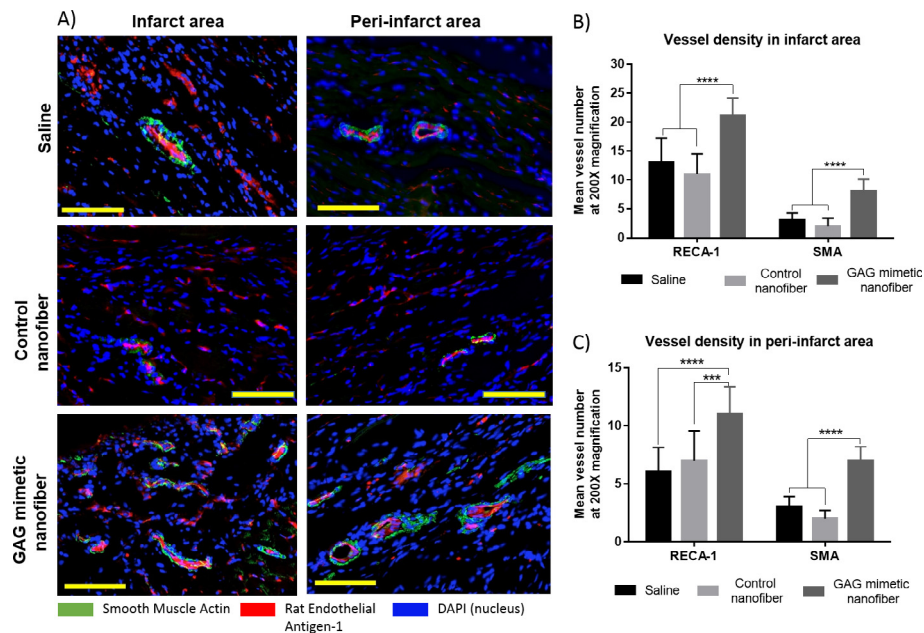 A)
Infarct area
Peri-infarct area
Saline
Control
nanofiber
GAG mimetic
nanofiber
Smooth Muscle Actin
Rat Endothelial
Antigen-1
DAPI (nucleus)
B)
Vessel density in infarct area
Mean vessel number
at 200X magnification
40
30
20
15
10
5
0
****
****
RECA-1
SMA
Saline
Control
nanofiber
GAG mimetic
nanofiber
C)
Vessel density in peri-infarct area
Mean vessel number
at 200X magnification
15
10
5
0
****
***
****
RECA-1
SMA
Saline
Control
nanofiber
GAG mimetic
nanofiber